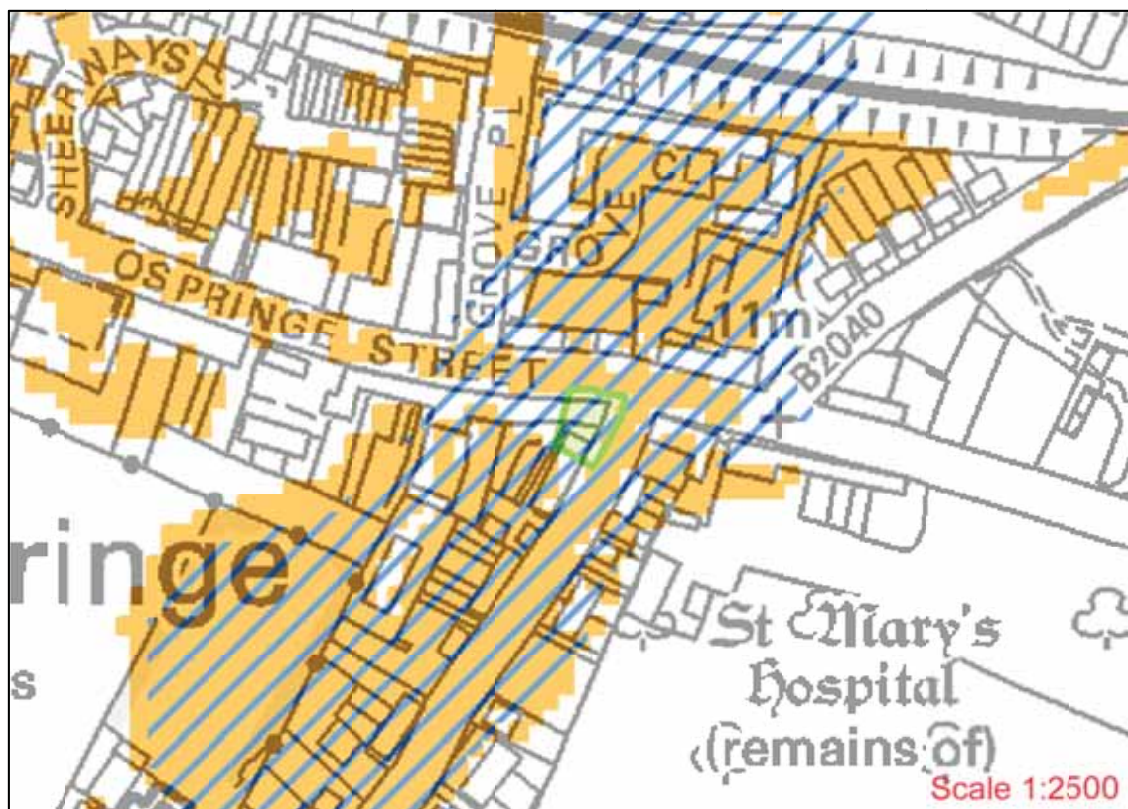 SHEERWAYS
GROVE PL
GROVE CL
OSPRINGE STREET
11m
B2040
ringe
s
St Mary's
Hospital
(remains of)
Scale 1:2500